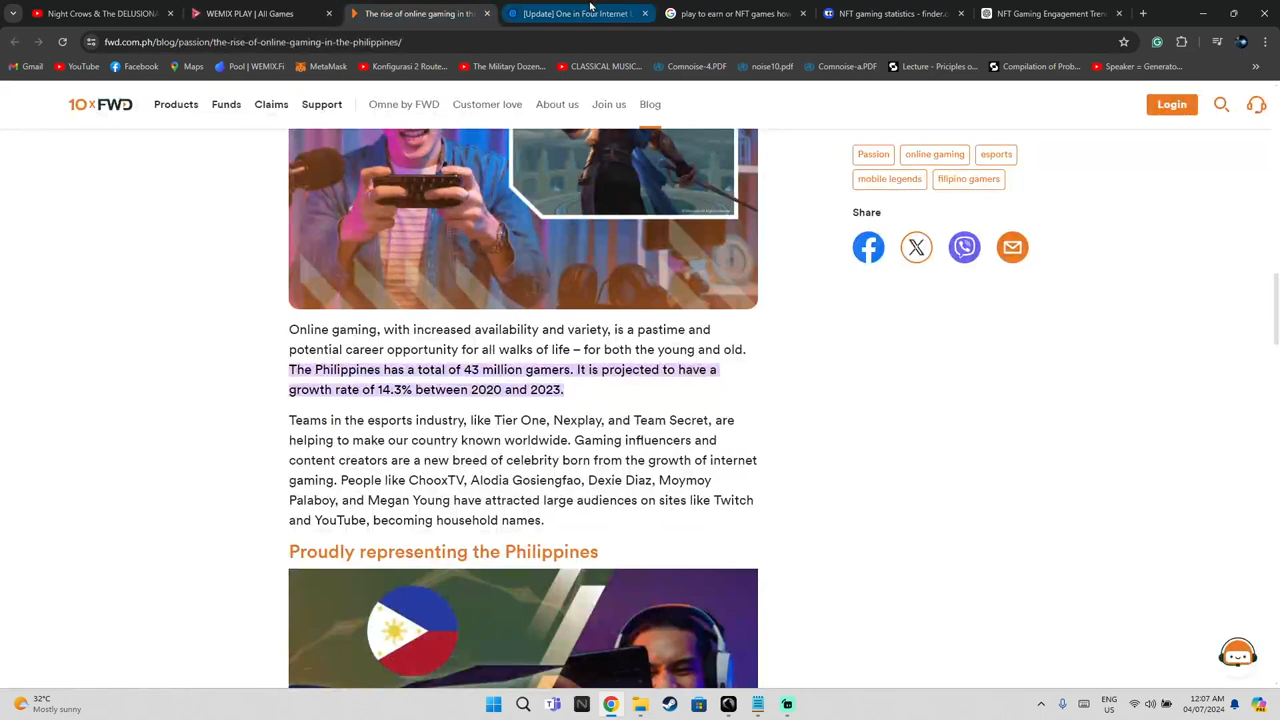 Night Crows and The DELUSIONA
WEMIX PLAY | All Games
The rise of online gaming in the
[Update] One in Four Internet U
play to earn or NFT games how
NFT gaming statistics - finder.c
NFT Gaming Engagement Tren
fwd.com.ph/blog/passion/the-rise-of-online-gaming-in-the-philippines/
Gmail
YouTube
Facebook
Maps
Pool | WEMIX.Fi
MetaMask
Konfigurasi 2 Route...
The Military Dozen...
CLASSICAL MUSIC...
Comnoise-4.PDF
noise10.pdf
Comnoise-a.PDF
Lecture - Priciples o...
Compilation of Prob...
Speaker = Generato...
10 x FWD
Products
Funds
Claims
Support
Omne by FWD
Customer love
About us
Join us
Blog
Login
Passion
online gaming
esports
mobile legends
filipino gamers
Share
Online gaming, with increased availability and variety, is a pastime and
potential career opportunity for all walks of life – for both the young and old.
The Philippines has a total of 43 million gamers. It is projected to have a
growth rate of 14.3% between 2020 and 2023.
Teams in the esports industry, like Tier One, Nexplay, and Team Secret, are
helping to make our country known worldwide. Gaming influencers and
content creators are a new breed of celebrity born from the growth of internet
gaming. People like ChooxTV, Alodia Gosiengfao, Dexie Diaz, Moymoy
Palaboy, and Megan Young have attracted large audiences on sites like Twitch
and YouTube, becoming household names.
Proudly representing the Philippines
32°C
Mostly sunny
ENG
US
12:07 AM
04/07/2024